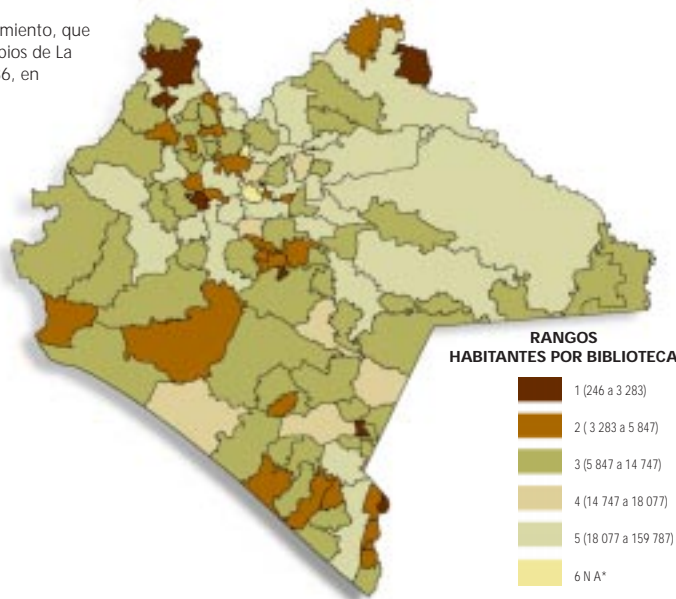 miento, que
pios de La
6, en
RANGOS
HABITANTES POR BIBLIOTECA
1 (246 a 3 283)
2 ( 3 283 a 5 847)
3 (5 847 a 14 747)
4 (14 747 a 18 077)
5 (18 077 a 159 787)
6 N A*